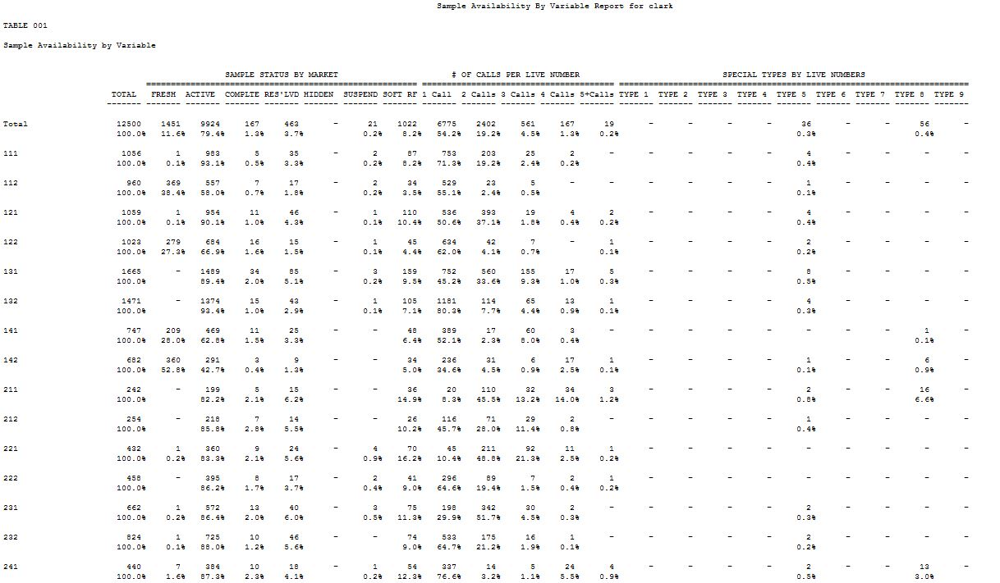 Sample Availability By Variable Report for clark
TABLE 001
Sample Availability by Variable
SAMPLE STATUS BY MARKET # OF CALLS PER LIVE NUMBER SPECIAL TYPES BY LIVE NUMBERS
================================================================= ============================================== ====================================================================================
TOTAL FRESH ACTIVE COMPLTE RES'LVD HIDDEN SUSPEND SOFT RF 1 Call 2 Calls 3 Calls 4 Calls 5+Calls TYPE 1 TYPE 2 TYPE 3 TYPE 4 TYPE 5 TYPE 6 TYPE 7 TYPE 8 TYPE 9
------- ------- ------- ------- ------- ------- ------- ------- ------- ------- ------- ------- ------- ------- ------- ------- ------- ------- ------- ------- ------- -------
Total 12500 1451 9924 167 463 - 21 1022 6775 2402 561 167 19 - - - - 36 - - 56 -
100.0% 11.6% 79.4% 1.3% 3.7% 0.2% 8.2% 54.2% 19.2% 4.5% 1.3% 0.2% 0.3% 0.4%
111 1056 1 983 5 35 - 2 87 753 203 25 2 - - - - - 4 - - - -
100.0% 0.1% 93.1% 0.5% 3.3% 0.2% 8.2% 71.3% 19.2% 2.4% 0.2% 0.4%
112 960 369 557 7 17 - 2 34 529 23 5 - - - - - - 1 - - - -
100.0% 38.4% 58.0% 0.7% 1.8% 0.2% 3.5% 55.1% 2.4% 0.5% 0.1%
121 1059 1 954 11 46 - 1 110 536 393 19 4 2 - - - - 4 - - - -
100.0% 0.1% 90.1% 1.0% 4.3% 0.1% 10.4% 50.6% 37.1% 1.8% 0.4% 0.2% 0.4%
122 1023 279 684 16 15 - 1 45 634 42 7 - 1 - - - - 2 - - - -
100.0% 27.3% 66.9% 1.6% 1.5% 0.1% 4.4% 62.0% 4.1% 0.7% 0.1% 0.2%
131 1665 - 1489 34 85 - 3 159 752 560 155 17 5 - - - - 8 - - - -
100.0% 89.4% 2.0% 5.1% 0.2% 9.5% 45.2% 33.6% 9.3% 1.0% 0.3% 0.5%
132 1471 - 1374 15 43 - 1 105 1181 114 65 13 1 - - - - 4 - - - -
100.0% 93.4% 1.0% 2.9% 0.1% 7.1% 80.3% 7.7% 4.4% 0.9% 0.1% 0.3%
141 747 209 469 11 25 - - 48 389 17 60 3 - - - - - - - - 1 -
100.0% 28.0% 62.8% 1.5% 3.3% 6.4% 52.1% 2.3% 8.0% 0.4% 0.1%
142 682 360 291 3 9 - - 34 236 31 6 17 1 - - - - 1 - - 6 -
100.0% 52.8% 42.7% 0.4% 1.3% 5.0% 34.6% 4.5% 0.9% 2.5% 0.1% 0.1% 0.9%
211 242 - 199 5 15 - - 36 20 110 32 34 3 - - - - 2 - - 16 -
100.0% 82.2% 2.1% 6.2% 14.9% 8.3% 45.5% 13.2% 14.0% 1.2% 0.8% 6.6%
212 254 - 218 7 14 - - 26 116 71 29 2 - - - - - 1 - - - -
100.0% 85.8% 2.8% 5.5% 10.2% 45.7% 28.0% 11.4% 0.8% 0.4%
221 432 1 360 9 24 - 4 70 45 211 92 11 1 - - - - - - - - -
100.0% 0.2% 83.3% 2.1% 5.6% 0.9% 16.2% 10.4% 48.8% 21.3% 2.5% 0.2%
222 458 - 395 8 17 - 2 41 296 89 7 2 1 - - - - - - - - -
100.0% 86.2% 1.7% 3.7% 0.4% 9.0% 64.6% 19.4% 1.5% 0.4% 0.2%
231 662 1 572 13 40 - 3 75 198 342 30 2 - - - - - 2 - - - -
100.0% 0.2% 86.4% 2.0% 6.0% 0.5% 11.3% 29.9% 51.7% 4.5% 0.3% 0.3%
232 824 1 725 10 46 - - 74 533 175 16 1 - - - - - 2 - - - -
100.0% 0.1% 88.0% 1.2% 5.6% 9.0% 64.7% 21.2% 1.9% 0.1% 0.2%
241 440 7 384 10 18 - 1 54 337 14 5 24 4 - - - - 2 - - 13 -
100.0% 1.6% 87.3% 2.3% 4.1% 0.2% 12.3% 76.6% 3.2% 1.1% 5.5% 0.9% 0.5% 3.0%